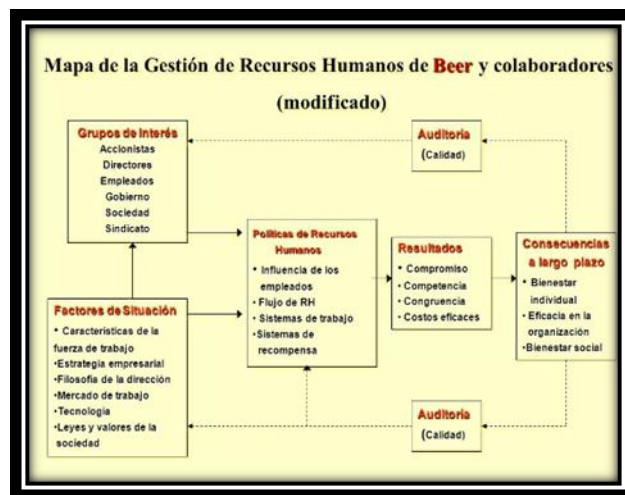 Mapa de la Gestión de Recursos Humanos de Beer y colaboradores
(modificado)
Grupos de Interés
Accionistas
Directores
Empleados
Gobierno
Sociedad
Sindicato
Auditoria
(Calidad)
Políticas de Recursos
Humanos
• Influencia de los
empleados
• Flujo de RH
• Sistemas de trabajo
•Sistemas de
recompensa
Resultados
• Compromiso
• Competencia
• Congruencia
• Costos eficaces
Consecuencias
a largo plazo
• Bienestar
individual
• Eficacia en la
organización
•Bienestar social
Factores de Situación
• Características de la
fuerza de trabajo
•Estrategia empresarial
•Filosofía de la dirección
•Mercado de trabajo
•Tecnología
•Leyes y valores de la
sociedad
Auditoria
(Calidad)